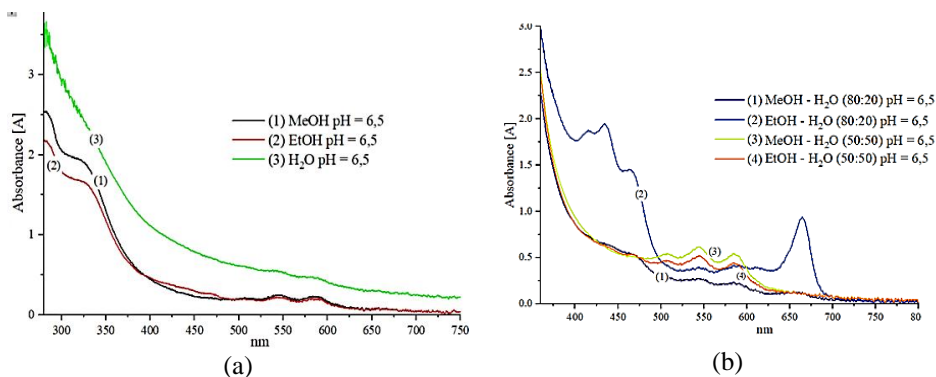 Absorbance [A]
3
2
1
0
300
350
400
450
500
550
600
650
700
750
nm
(1) MeOH pH = 6,5
(2) EtOH pH = 6,5
(3) H₂O pH = 6,5
(3)
(1)
(2)
(a)
Absorbance [A]
3.0
2.5
2.0
1.5
1.0
0.5
0.0
400
450
500
550
600
650
700
750
80
nm
(1) MeOH - H₂O (80:20) pH = 6,5
(2) EtOH - H₂O (80:20) pH = 6,5
(3) MeOH - H₂O (50:50) pH = 6,5
(4) EtOH - H₂O (50:50) pH = 6,5
(2)
(3)
(1)
(4)
(b)